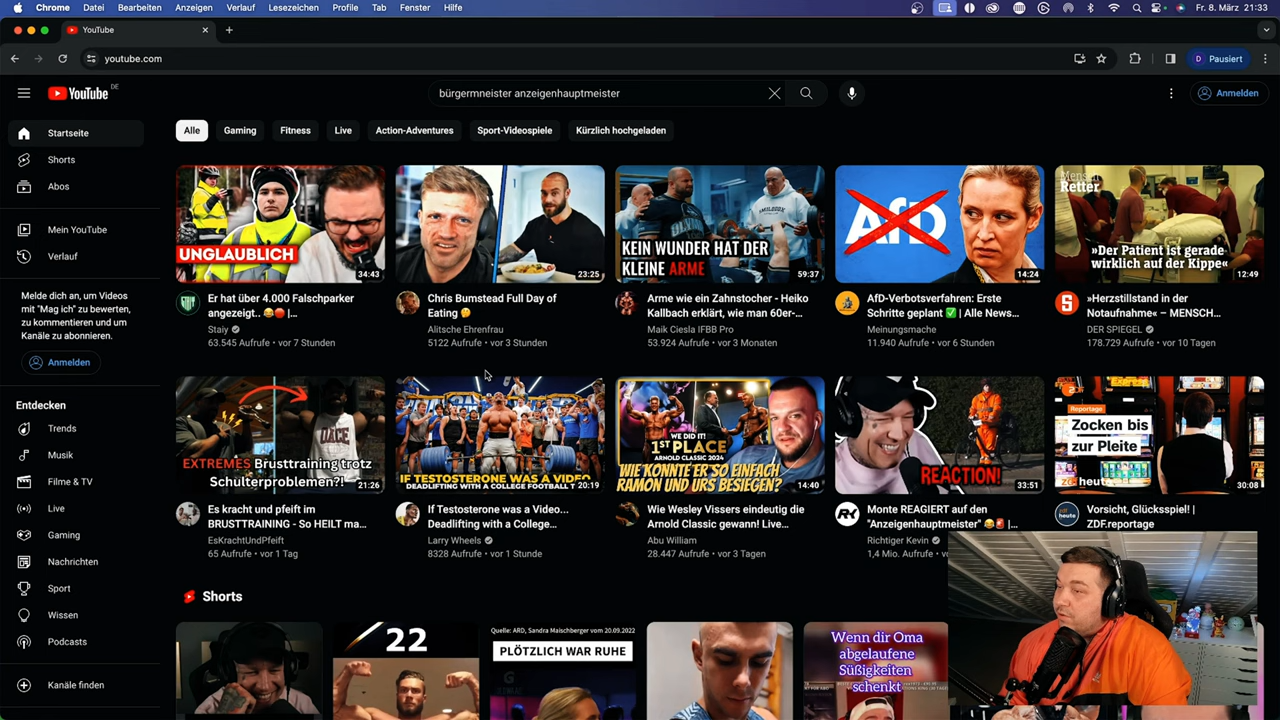 Chrome Datei Bearbeiten Anzeigen Verlauf Lesezeichen Profile Tab Fenster Hilfe Fr. 8. März 21:33
YouTube
youtube.com
D Pausiert
YouTube DE
bürgermneister anzeigenhauptmeister
Anmelden
Alle Gaming Fitness Live Action-Adventures Sport-Videospiele Kürzlich hochgeladen
Startseite
Shorts
Abos
Mein YouTube
Verlauf
Melde dich an, um Videos
mit "Mag ich" zu bewerten,
zu kommentieren und um
Kanäle zu abonnieren.
Anmelden
Entdecken
Trends
Musik
Filme & TV
Live
Gaming
Nachrichten
Sport
Wissen
Podcasts
Kanäle finden
UNGLAUBLICH
34:43
Er hat über 4.000 Falschparker
angezeigt.. 😂🛑 |...
Staiy
63.545 Aufrufe • vor 7 Stunden
23:25
Chris Bumstead Full Day of
Eating 🤔
Alitsche Ehrenfrau
5122 Aufrufe • vor 3 Stunden
KEIN WUNDER HAT DER
KLEINE ARME
59:37
Arme wie ein Zahnstocher - Heiko
Kallbach erklärt, wie man 60er-...
Maik Ciesla IFBB Pro
53.924 Aufrufe • vor 3 Monaten
AfD
14:24
AfD-Verbotsverfahren: Erste
Schritte geplant ✅ | Alle News...
Meinungsmache
11.940 Aufrufe • vor 6 Stunden
Mensch
Retter
»Der Patient ist gerade
wirklich auf der Kippe«
12:49
»Herzstillstand in der
Notaufnahme« – MENSCH...
DER SPIEGEL
178.729 Aufrufe • vor 10 Tagen
EXTREMES Brusttraining trotz
Schulterproblemen?!
21:26
Es kracht und pfeift im
BRUSTTRAINING - So HEILT ma...
EsKrachtUndPfeift
65 Aufrufe • vor 1 Tag
IF TESTOSTERONE WAS A VIDEO...
DEADLIFTING WITH A COLLEGE FOOTBALL T
20:19
If Testosterone was a Video...
Deadlifting with a College...
Larry Wheels
8328 Aufrufe • vor 1 Stunde
WE DID IT!
1ST PLACE
ARNOLD CLASSIC 2024
WIE KONNTE ER SO EINFACH
RAMON UND URS BESIEGEN?
14:40
Wie Wesley Vissers eindeutig die
Arnold Classic gewann! Live...
Abu William
28.447 Aufrufe • vor 3 Tagen
REACTION!
33:51
Monte REAGIERT auf den
"Anzeigenhauptmeister" 😂🚨 |...
Richtiger Kevin
1,4 Mio. Aufrufe •
Reportage
Zocken bis
zur Pleite
heute
30:08
Vorsicht, Glücksspiel! |
ZDF.reportage
Shorts
22
Quelle: ARD, Sandra Maischberger vom 20.09.2022
PLÖTZLICH WAR RUHE
Wenn dir Oma
abgelaufene
Süßigkeiten
schenkt